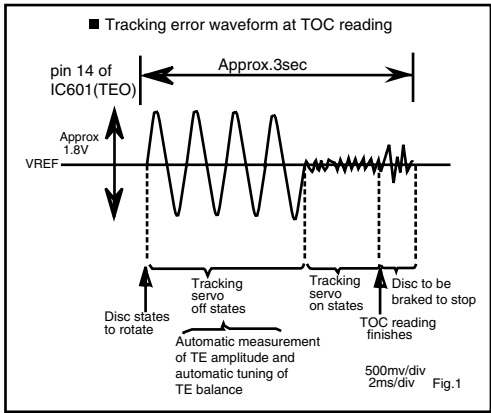 ■ Tracking error waveform at TOC reading
pin 14 of
IC601(TEO)
Approx.3sec
Approx
1.8V
VREF
Disc states
to rotate
Tracking
servo
off states
Tracking
servo
on states
Disc to be
braked to stop
TOC reading
finishes
Automatic measurement
of TE amplitude and
automatic tuning of
TE balance
500mv/div
2ms/div
Fig.1